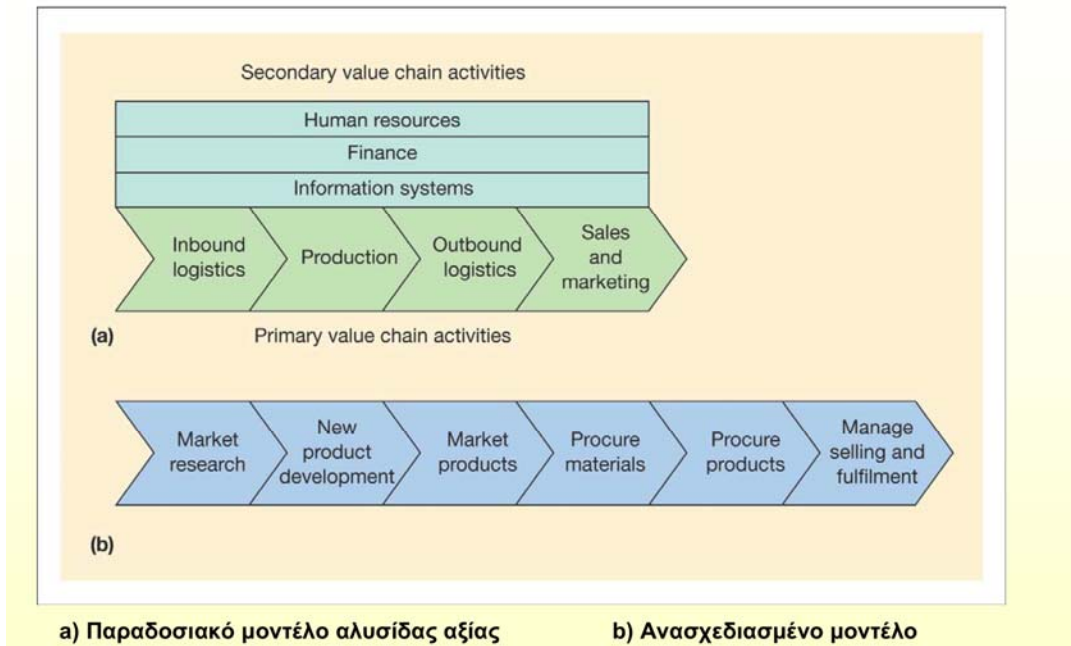 Secondary value chain activities
Human resources
Finance
Information systems
Inbound
logistics
Production
Outbound
logistics
Sales
and
marketing
(a)
Primary value chain activities
Market
research
New
product
development
Market
products
Procure
materials
Procure
products
Manage
selling and
fulfilment
(b)
a) Παραδοσιακό μοντέλο αλυσίδας αξίας
b) Ανασχεδιασμένο μοντέλο